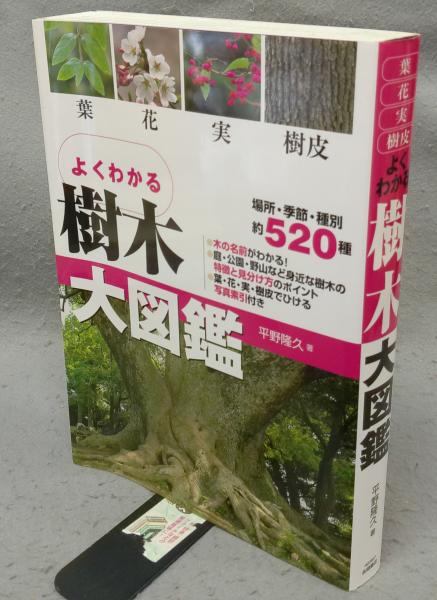 葉 花 実 樹皮
よくわかる
樹木
大図鑑
場所・季節・種別
約520種
●木の名前がわかる!
●庭・公園・野山など身近な樹木の
特徴と見分け方のポイント
●葉・花・実・樹皮でひける
写真索引付き
平野隆久 著
葉
花
実
樹皮
よく
わかる
樹木
大図鑑
平野隆久 著